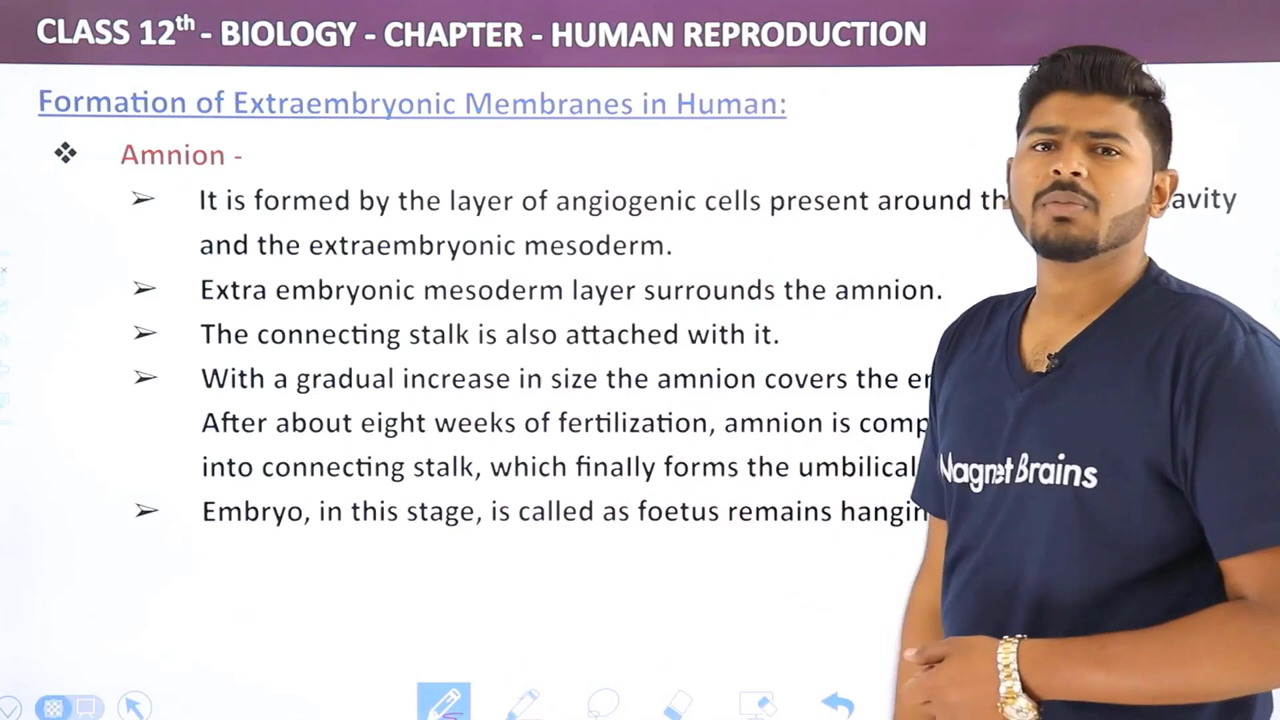 CLASS 12th - BIOLOGY - CHAPTER - HUMAN REPRODUCTION
Formation of Extraembryonic Membranes in Human:
Amnion -
It is formed by the layer of angiogenic cells present around
and the extraembryonic mesoderm.
Extra embryonic mesoderm layer surrounds the amnion.
The connecting stalk is also attached with it.
With a gradual increase in size the amnion covers the
After about eight weeks of fertilization, amnion is
into connecting stalk, which finally forms the umbilical
Embryo, in this stage, is called as foetus remains
Magnet Brains